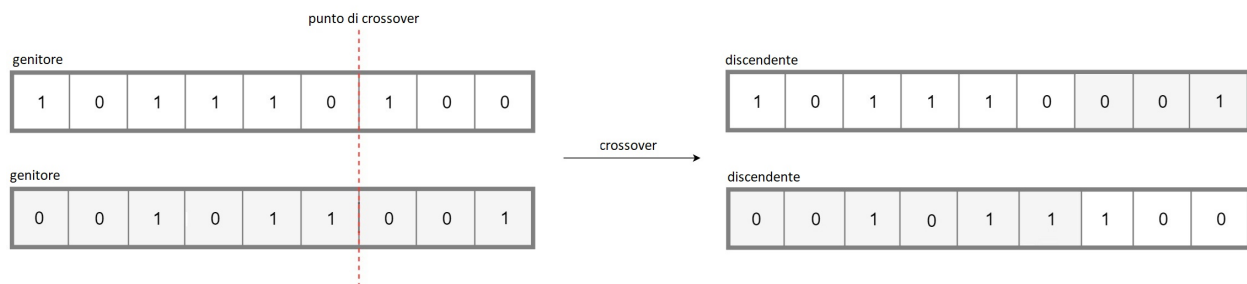 punto di crossover
genitore
1 0 1 1 1 0 1 0 0
genitore
0 0 1 0 1 1 0 0 1
crossover
discendente
1 0 1 1 1 0 0 0 1
discendente
0 0 1 0 1 1 1 0 0